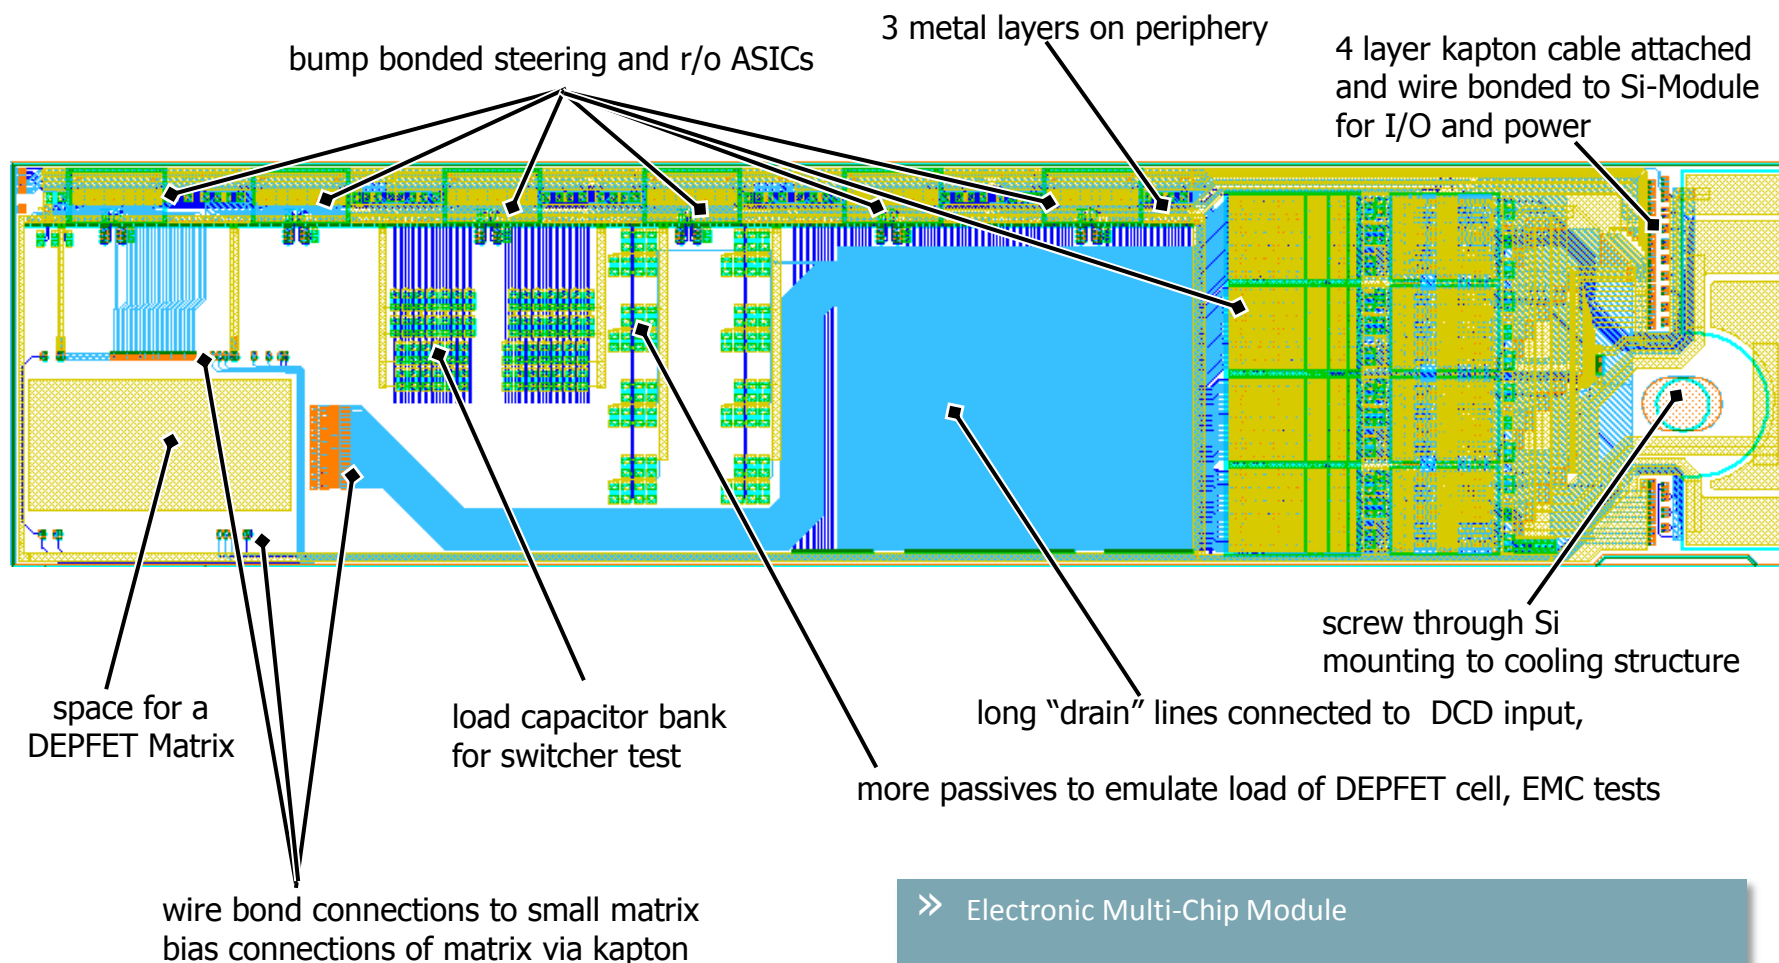 3 metal layers on periphery
bump bonded steering and r/o ASICs
4 layer kapton cable attached
and wire bonded to Si-Module
for I/O and power
screw through Si
mounting to cooling structure
space for a
DEPFET Matrix
load capacitor bank
for switcher test
long “drain” lines connected to DCD input,
more passives to emulate load of DEPFET cell, EMC tests
wire bond connections to small matrix
bias connections of matrix via kapton
» Electronic Multi-Chip Module